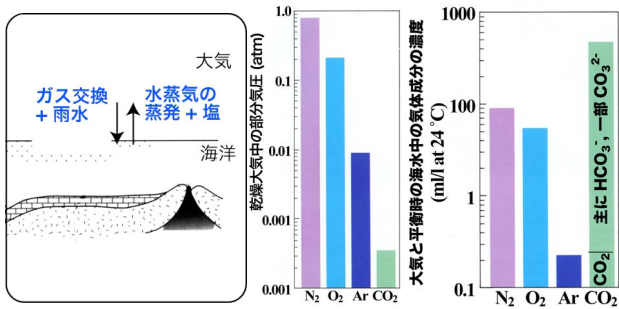 大気
ガス交換
+ 雨水
水蒸気の
蒸発 + 塩
海洋
乾燥大気中の部分気圧 (atm)
1.0
0.1
0.01
0.001
0.001
N₂ O₂ Ar CO₂
大気と平衡時の海水中の気体成分の濃度
(ml/l at 24 °C)
1000
100
1
0.1
主に HCO₃⁻, 一部 CO₃²⁻
CO₂
N₂ O₂ Ar CO₂